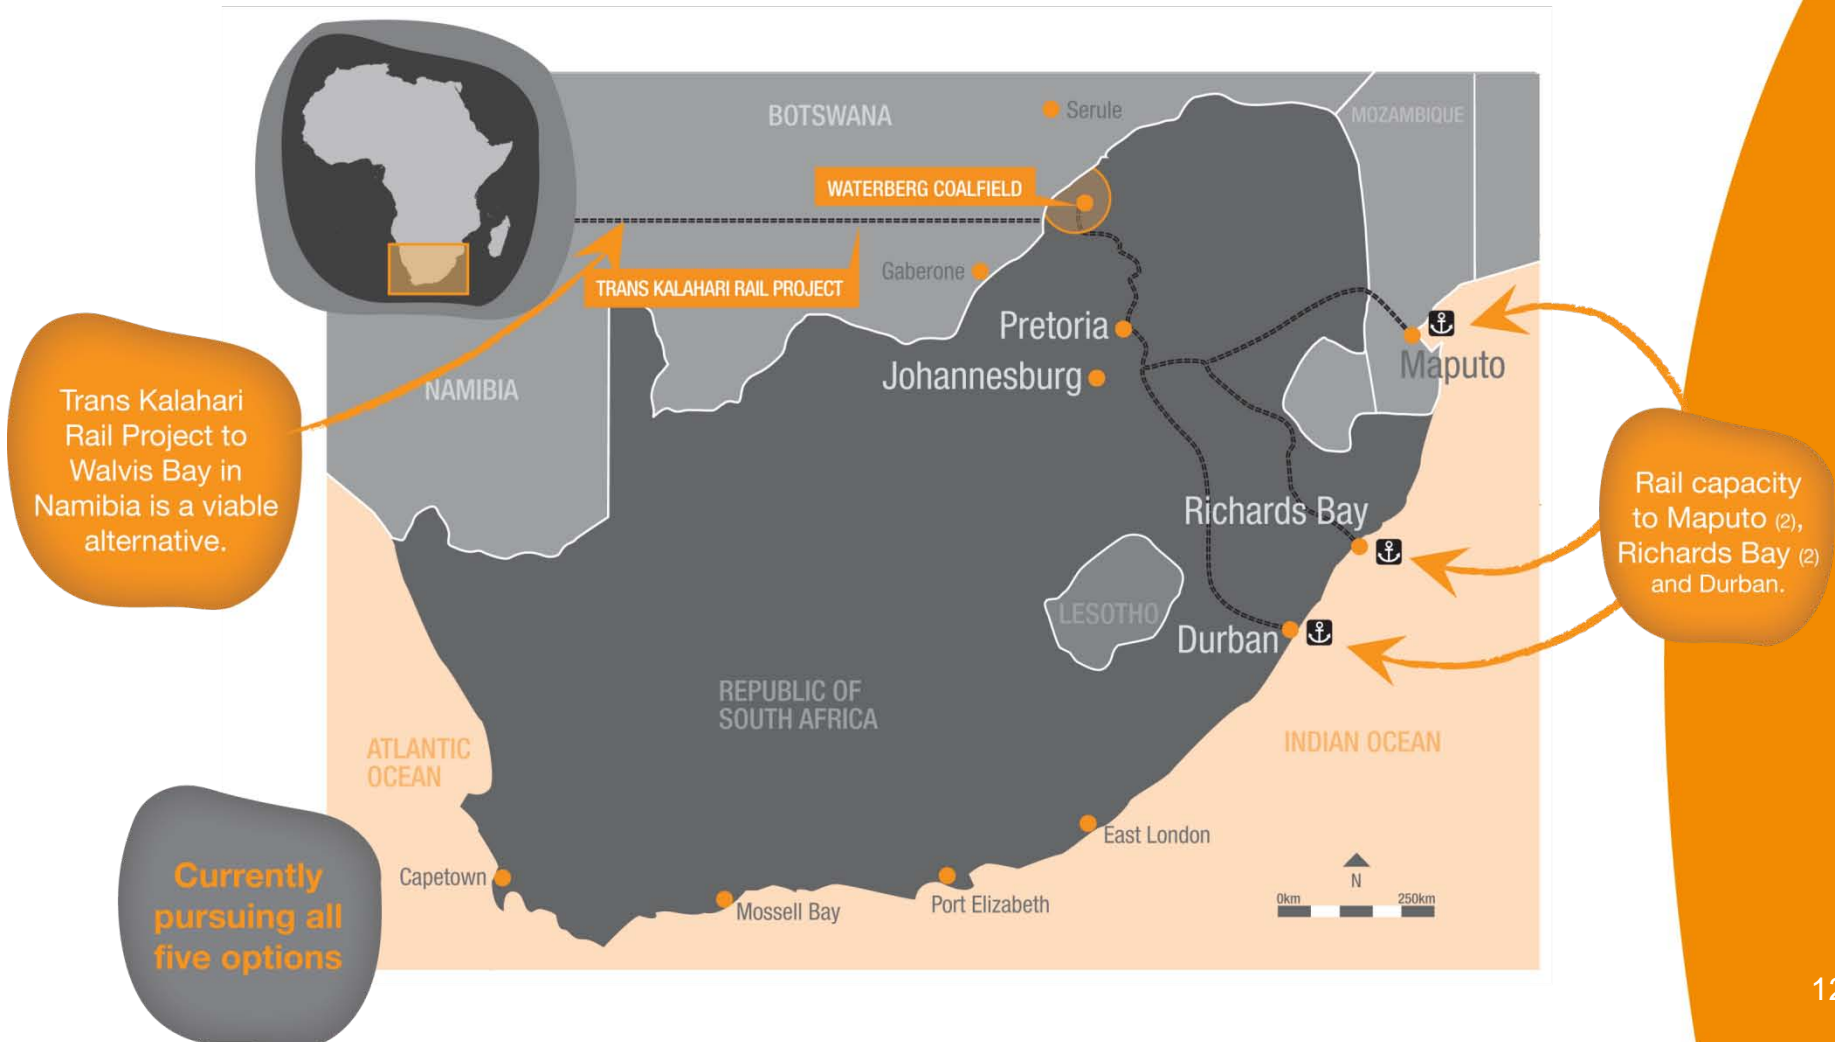 BOTSWANA
Serule
MOZAMBIQUE
WATERBERG COALFIELD
Gaberone
TRANS KALAHARI RAIL PROJECT
Pretoria
Johannesburg
Maputo
NAMIBIA
Trans Kalahari
Rail Project to
Walvis Bay in
Namibia is a viable
alternative.
Rail capacity
to Maputo (2),
Richards Bay (2)
and Durban.
Richards Bay
LESOTHO
Durban
REPUBLIC OF
SOUTH AFRICA
ATLANTIC
OCEAN
INDIAN OCEAN
East London
Capetown
Mossell Bay
Port Elizabeth
N
0km 250km
Currently
pursuing all
five options
12